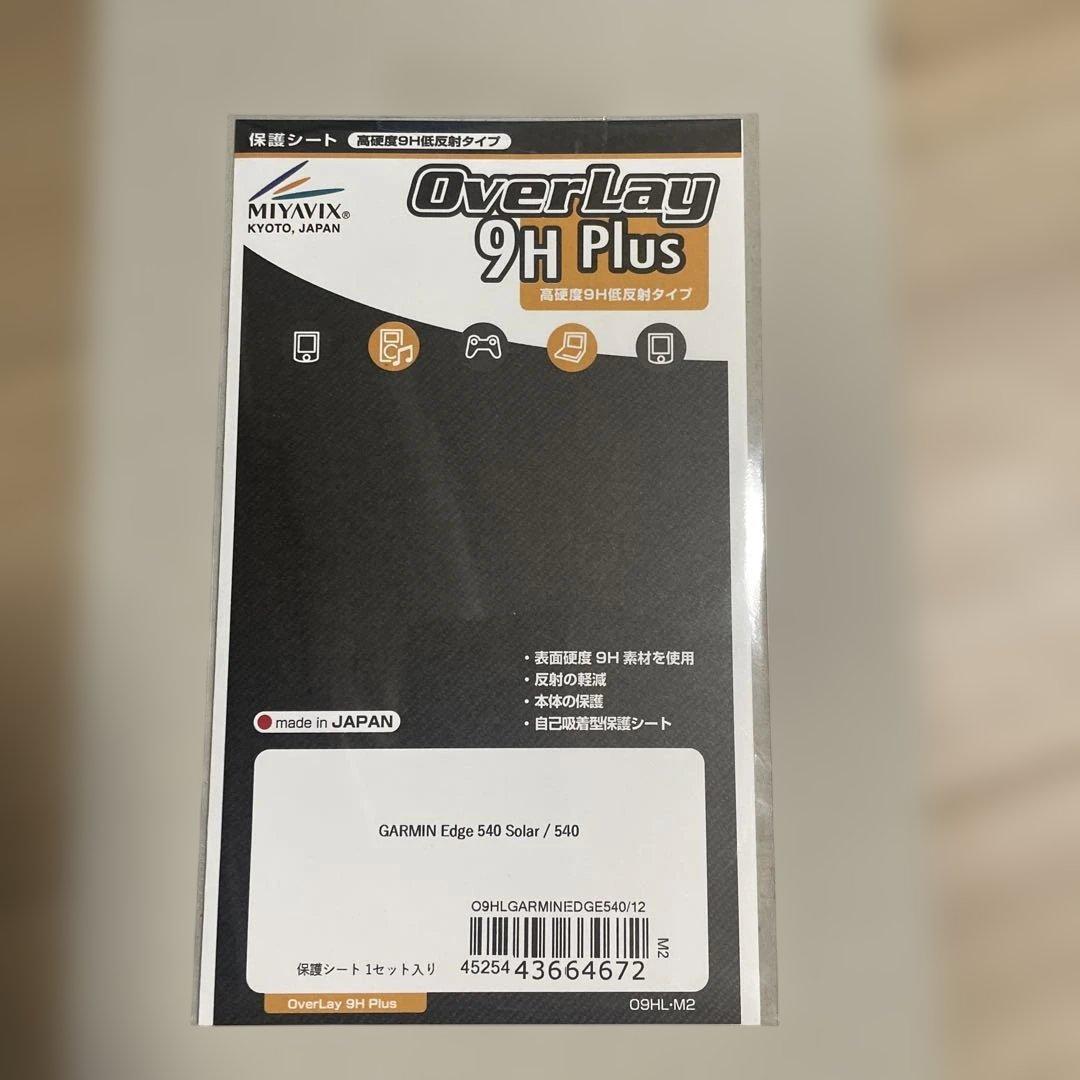 保護シート 高硬度9H低反射タイプ
MIYAVIX®
KYOTO, JAPAN
OverLay
9H Plus
高硬度9H低反射タイプ
・表面硬度 9H 素材を使用
・反射の軽減
・本体の保護
・自己吸着型保護シート
made in JAPAN
GARMIN Edge 540 Solar / 540
O9HLGARMINEDGE540/12
M2
45254 43664672
保護シート 1セット入り
OverLay 9H Plus
O9HL・M2